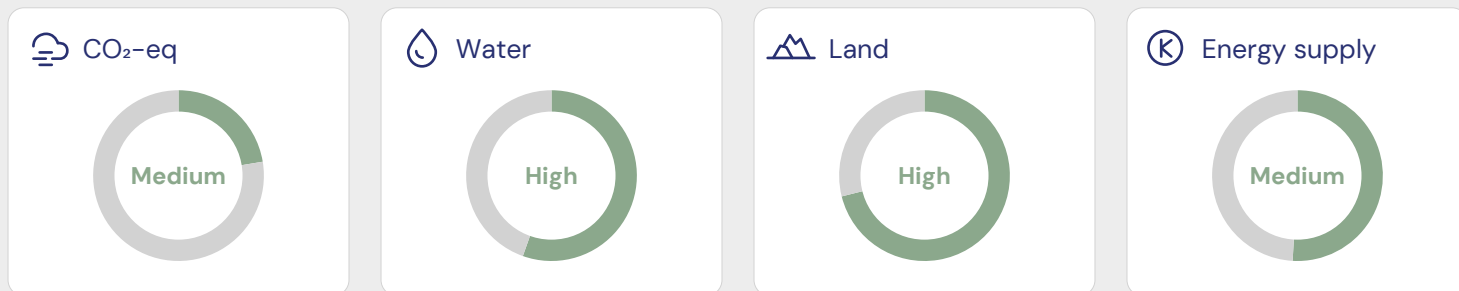 CO₂-eq
Water
Land
Energy supply
Medium
High
High
Medium